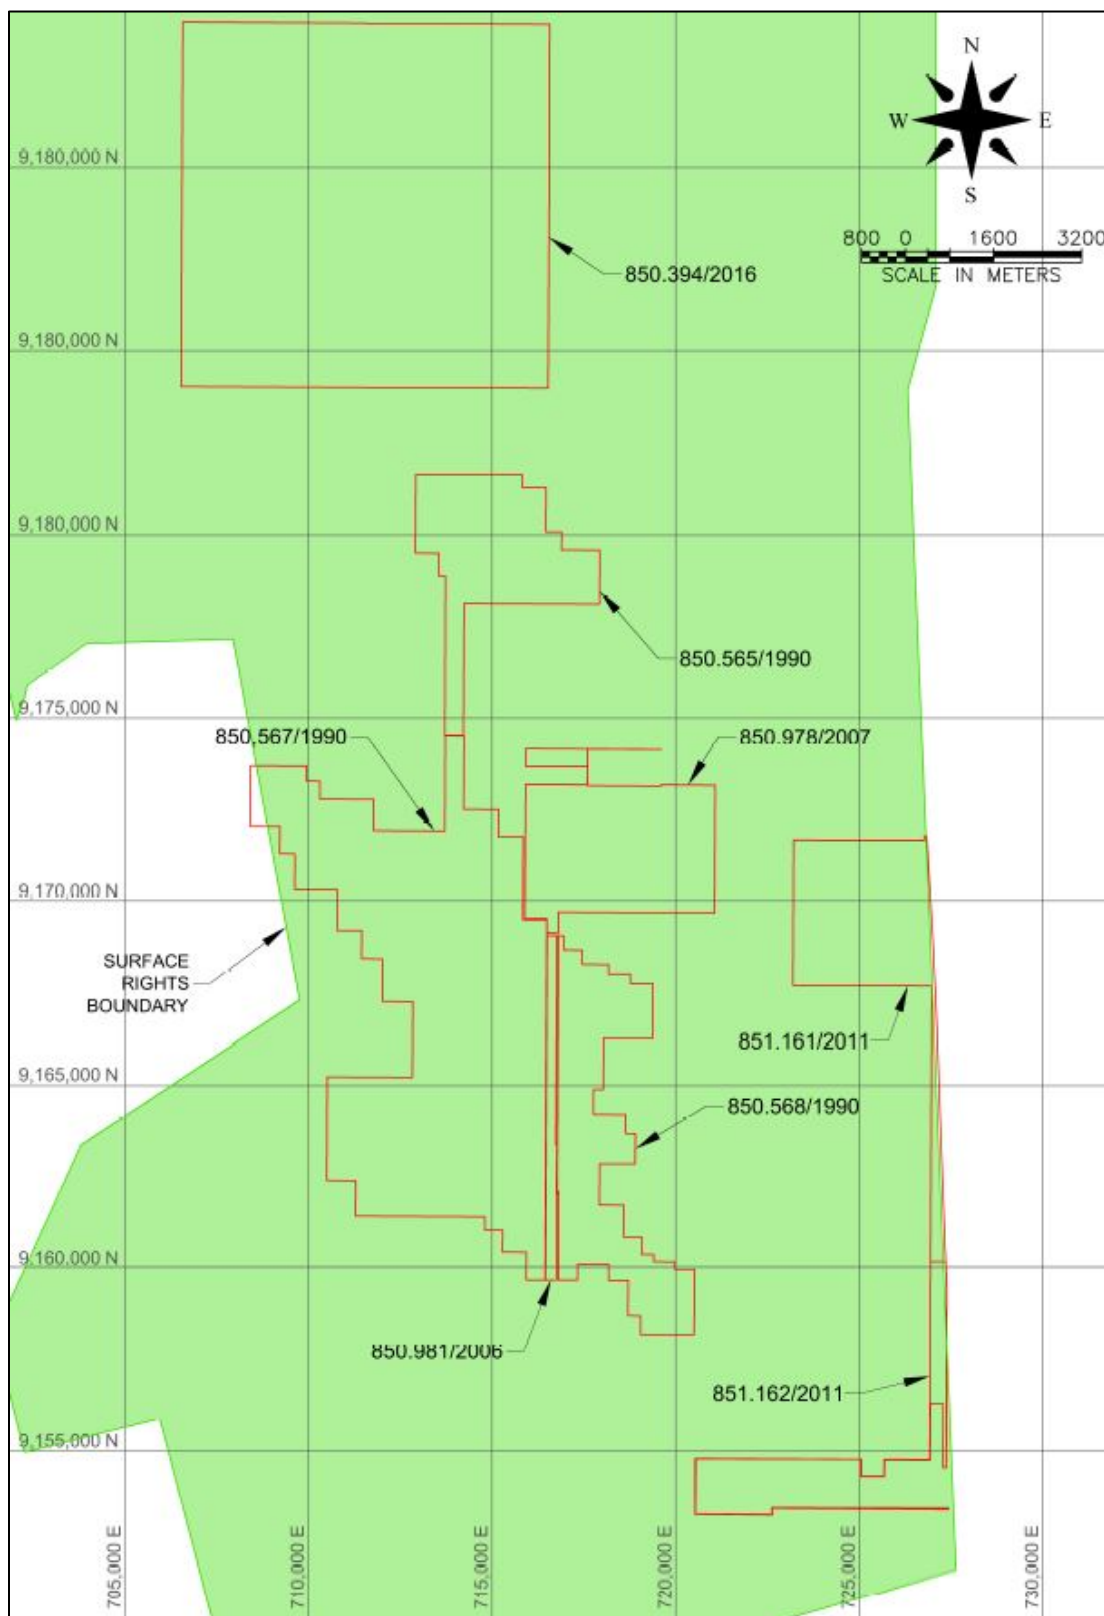 N
W E
S
9,180,000 N
800 0 1600 3200
SCALE IN METERS
850.394/2016
9,180,000 N
9,180,000 N
850.565/1990
9,175,000 N
850.567/1990
850.978/2007
9,170,000 N
SURFACE
RIGHTS
BOUNDARY
851.161/2011
9,165,000 N
850.568/1990
9,160,000 N
850.981/2006
851.162/2011
9,155,000 N
705,000 E
710,000 E
715,000 E
720,000 E
725,000 E
730,000 E